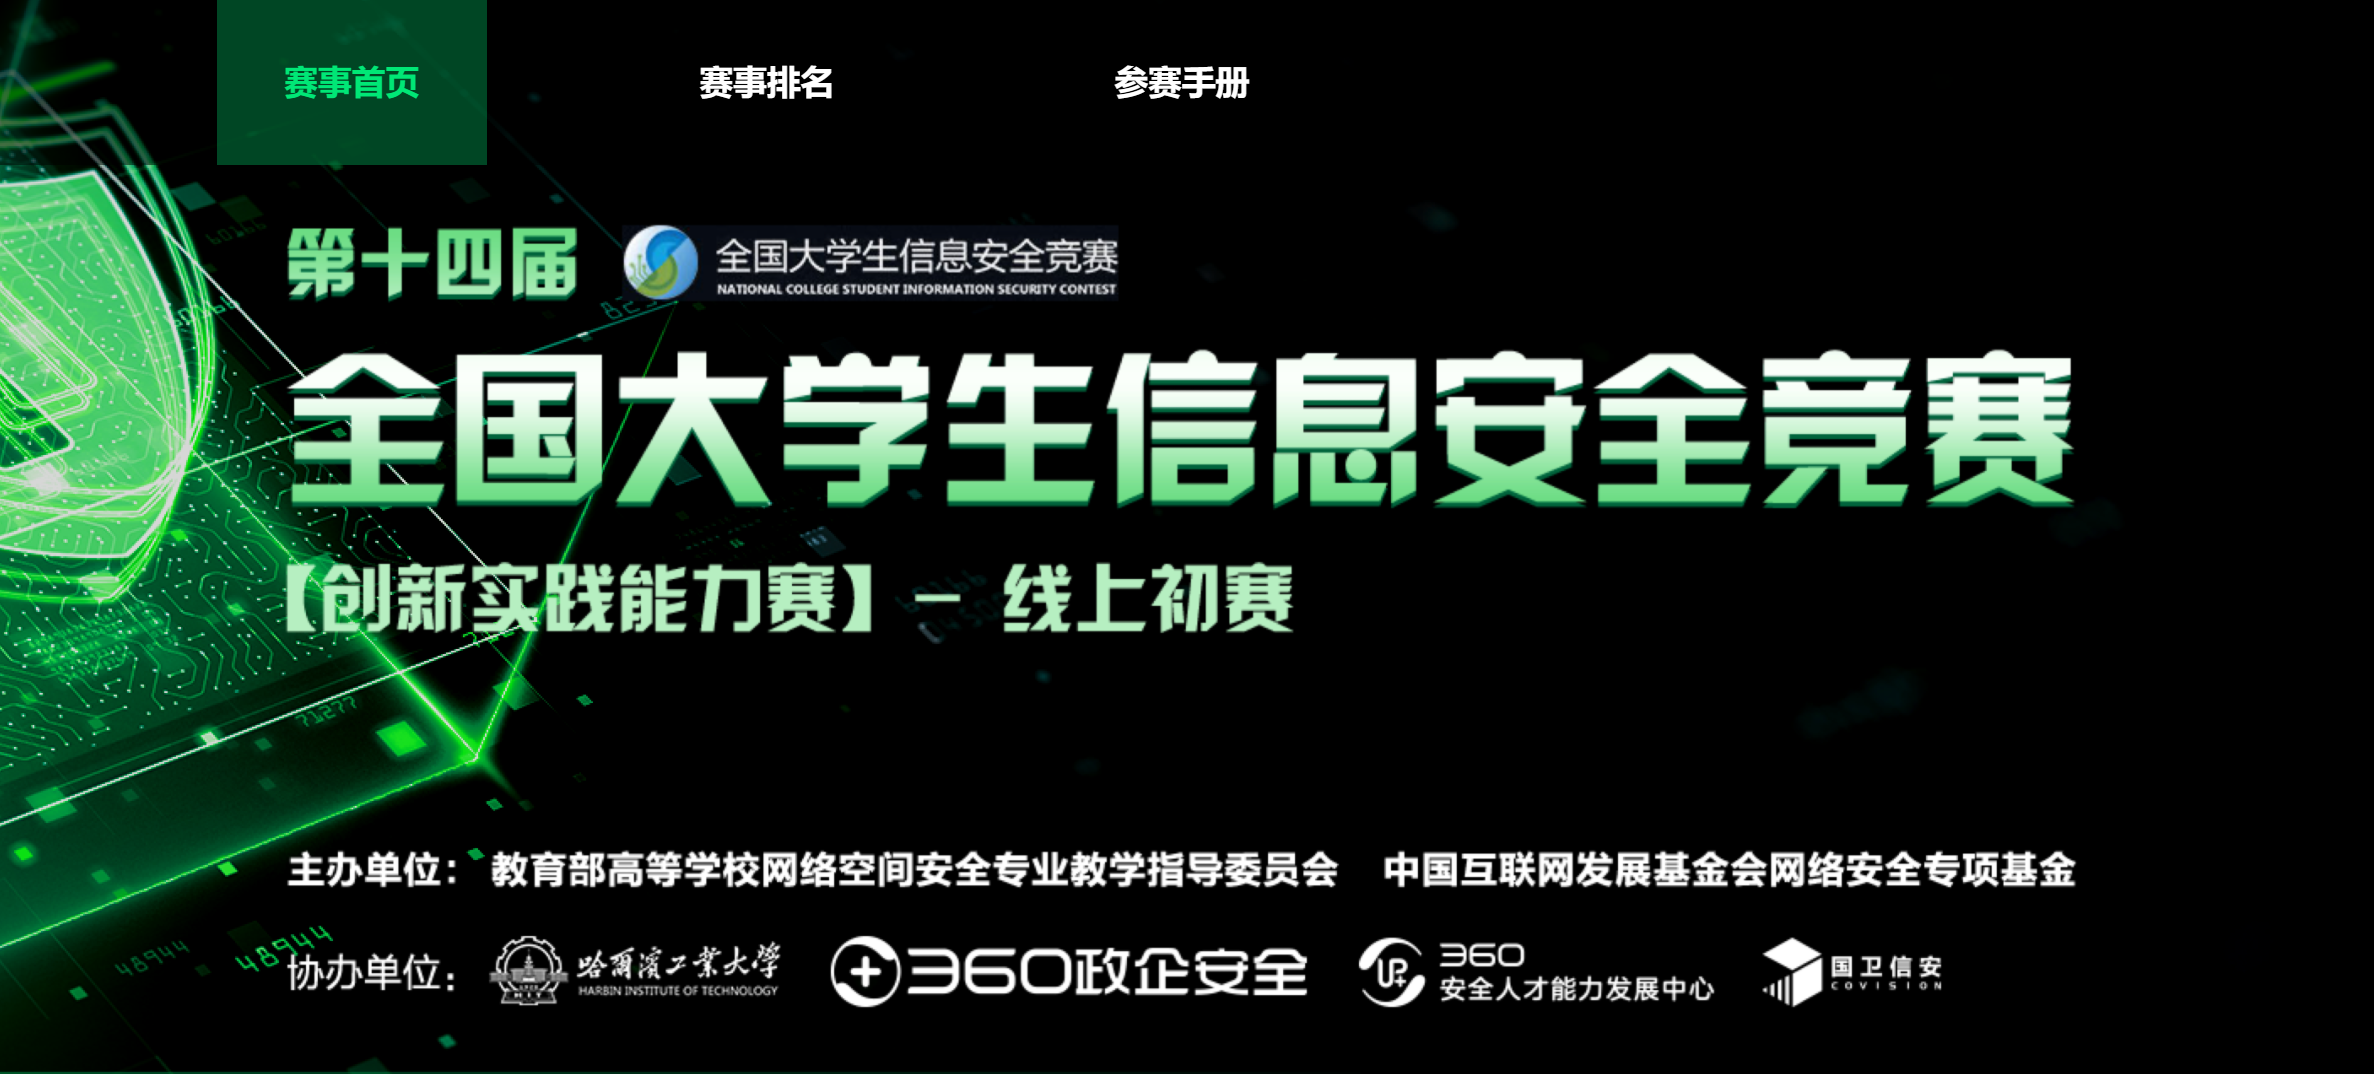 赛事首页 赛事排名 参赛手册
第十四届 全国大学生信息安全竞赛
NATIONAL COLLEGE STUDENT INFORMATION SECURITY CONTEST
全国大学生信息安全竞赛
【创新实践能力赛】- 线上初赛
主办单位： 教育部高等学校网络空间安全专业教学指导委员会 中国互联网发展基金会网络安全专项基金
协办单位： 哈爾濱工業大學 360政企安全 360 国卫信安
HARBIN INSTITUTE OF TECHNOLOGY 安全人才能力发展中心 COVISION
60166
71277
48944
48944